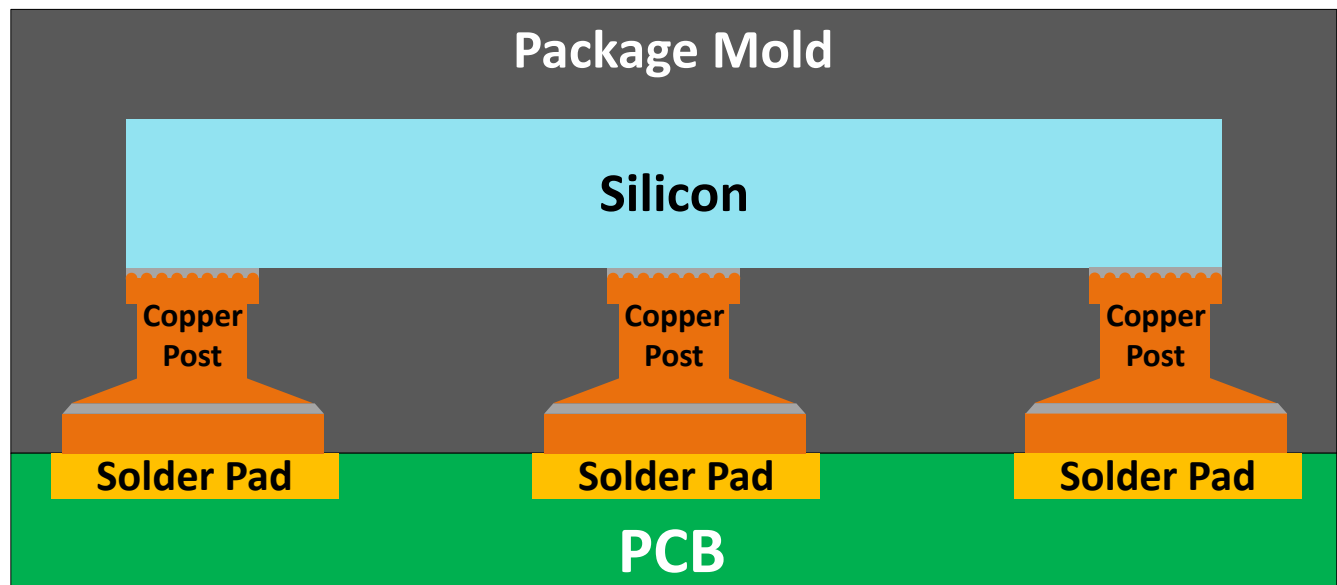 Package Mold
Silicon
Copper
Post
Copper
Post
Copper
Post
Solder Pad
Solder Pad
Solder Pad
PCB